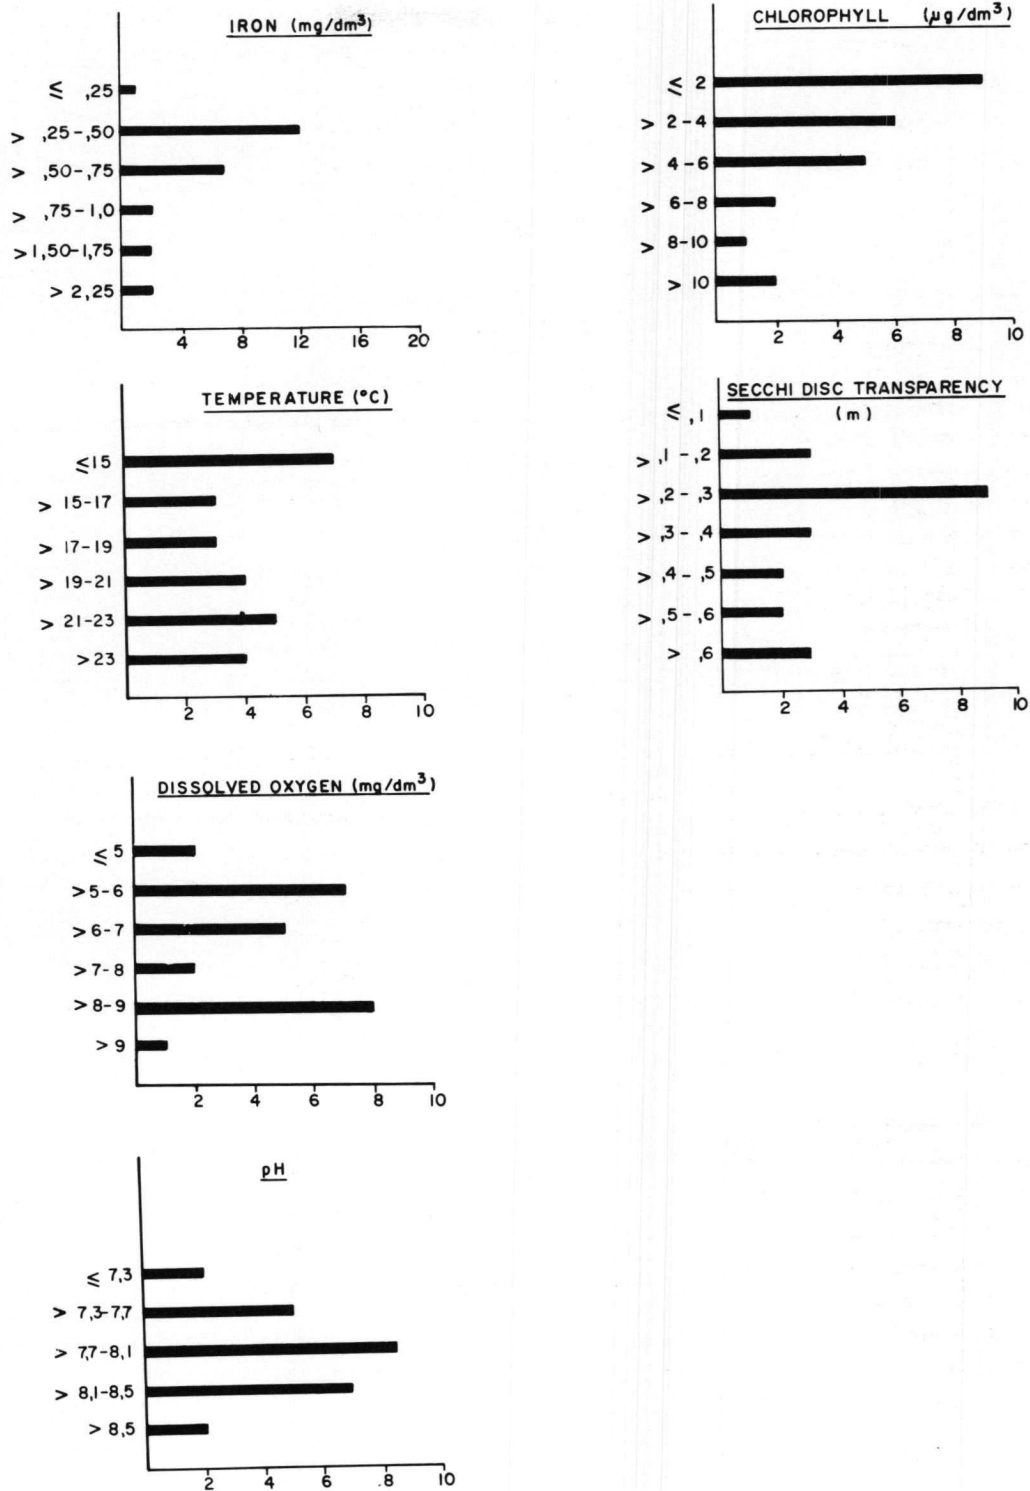 IRON (mg/dm³)
≤ ,25
> ,25-,50
> ,50-,75
> ,75-1,0
> 1,50-1,75
> 2,25
4 8 12 16 20
CHLOROPHYLL (µg/dm³)
≤ 2
> 2-4
> 4-6
> 6-8
> 8-10
> 10
2 4 6 8 10
TEMPERATURE (°C)
≤15
> 15-17
> 17-19
> 19-21
> 21-23
>23
2 4 6 8 10
SECCHI DISC TRANSPARENCY
(m)
≤ ,1
> ,1 - ,2
> ,2 - ,3
> ,3 - ,4
> ,4 - ,5
> ,5 - ,6
> ,6
2 4 6 8 10
DISSOLVED OXYGEN (mg/dm³)
≤ 5
>5-6
>6-7
>7-8
>8-9
> 9
2 4 6 8 10
pH
≤ 7,3
> 7,3-7,7
> 7,7-8,1
> 8,1-8,5
> 8,5
2 4 6 8 10